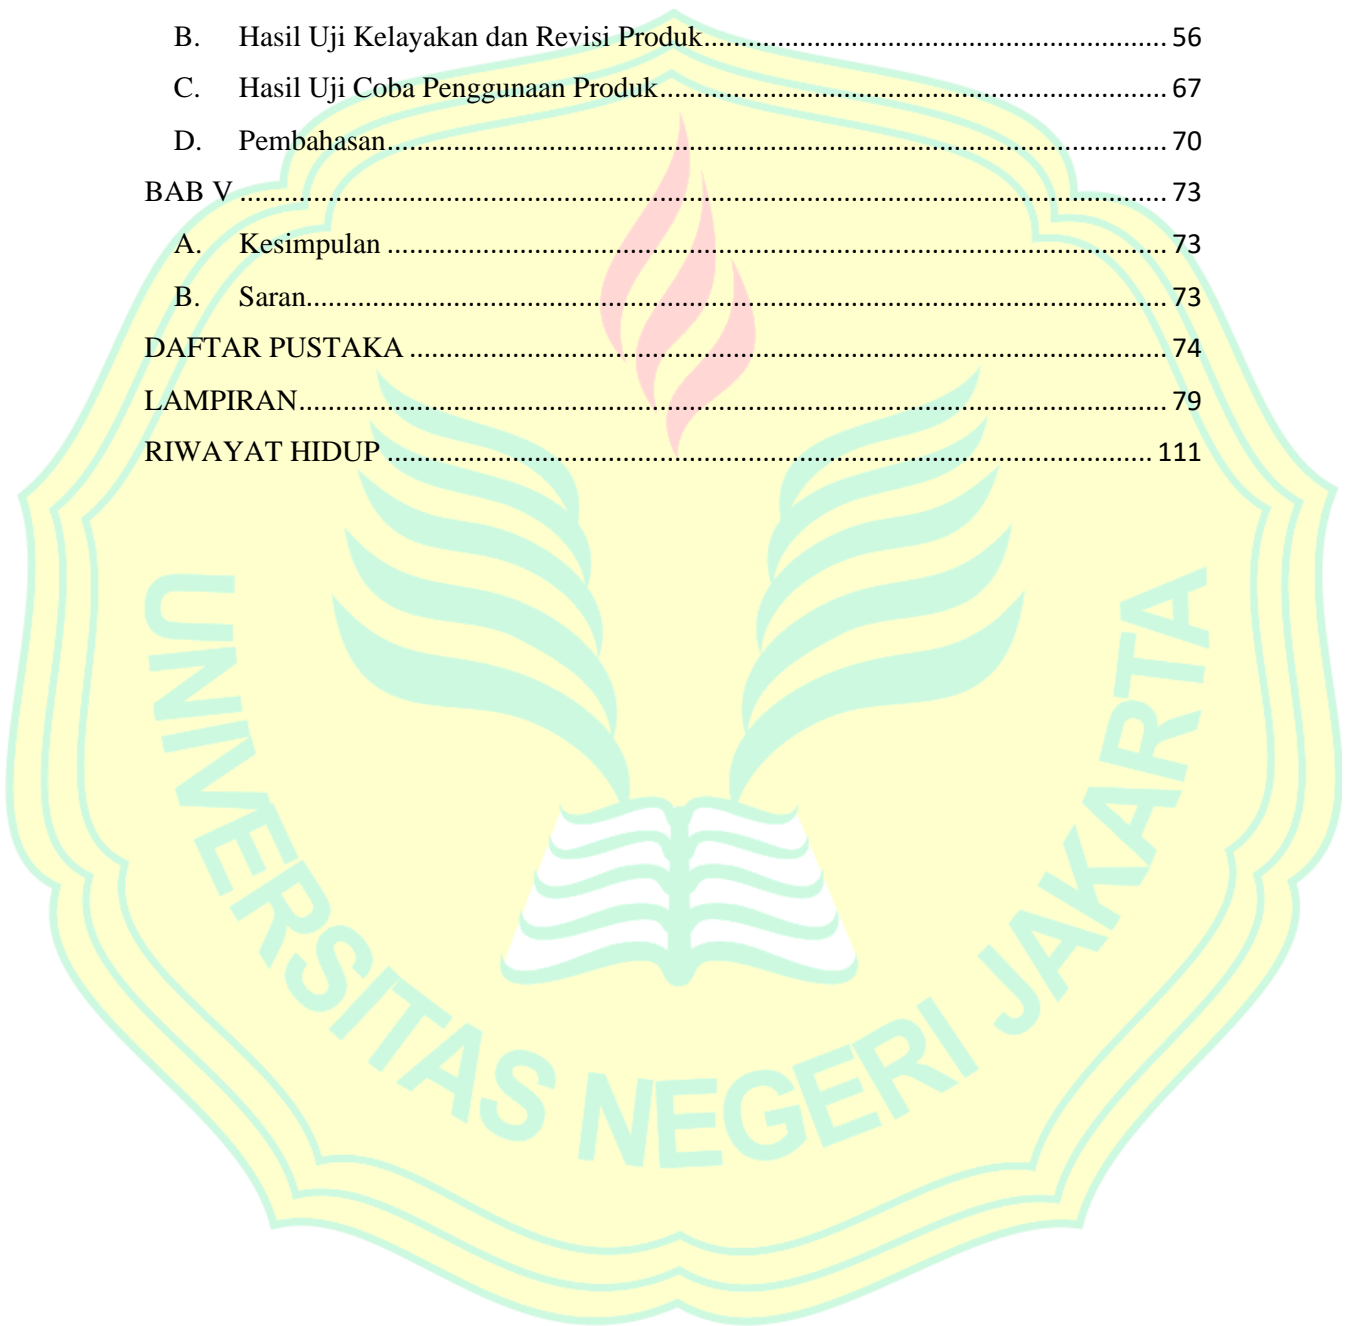 B. Hasil Uji Kelayakan dan Revisi Produk................................................................ 56
C. Hasil Uji Coba Penggunaan Produk...................................................................... 67
D. Pembahasan........................................................................................................... 70
BAB V ............................................................................................................................ 73
A. Kesimpulan ........................................................................................................... 73
B. Saran...................................................................................................................... 73
DAFTAR PUSTAKA ..................................................................................................... 74
LAMPIRAN.................................................................................................................... 79
RIWAYAT HIDUP ....................................................................................................... 111
UNIVERSITAS NEGERI JAKARTA